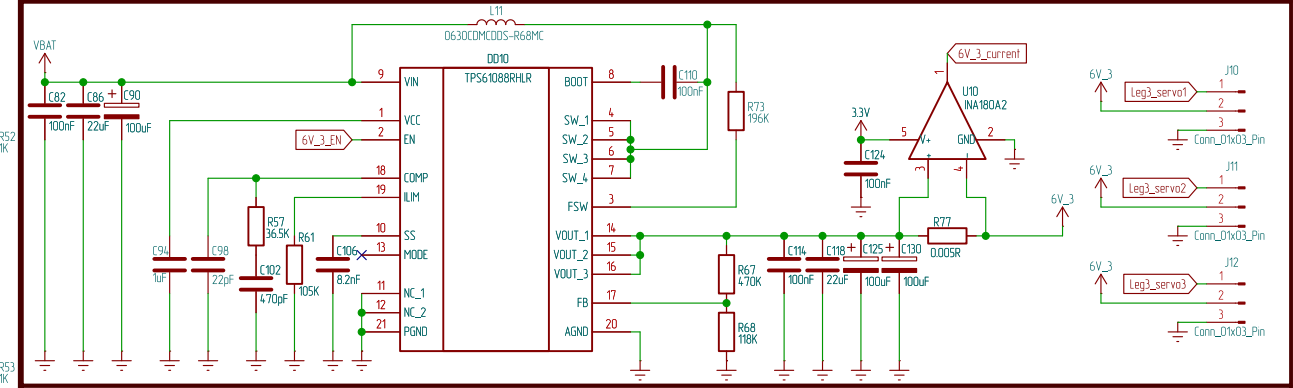 L11
0630CDMCDDS-R68MC
VBAT
C82
100nF
C86
22uF
+ C90
100uF
R52
1K
R53
1K
DD10
TPS61088RHLR
9 VIN
1 VCC
6V_3_EN
2 EN
18 COMP
19 ILIM
10 SS
13 MODE
11 NC_1
12 NC_2
21 PGND
BOOT 8
SW_1 4
SW_2 5
SW_3 6
SW_4 7
FSW 3
VOUT_1 14
VOUT_2 15
VOUT_3 16
FB 17
AGND 20
C94
1uF
C98
22pF
R57
36.5K
C102
470pF
R61
105K
C106
8.2nF
C110
100nF
R73
196K
R67
470K
R68
118K
C114
100nF
C118
22uF
+ C125
100uF
+ C130
100uF
6V_3_current
1
U10
INA180A2
3.3V
5 V+
GND 2
+ -
3 4
C124
100nF
R77
0.005R
6V_3
6V_3
Leg3_servo1
J10
1
2
3
Conn_01x03_Pin
6V_3
Leg3_servo2
J11
1
2
3
Conn_01x03_Pin
6V_3
Leg3_servo3
J12
1
2
3
Conn_01x03_Pin